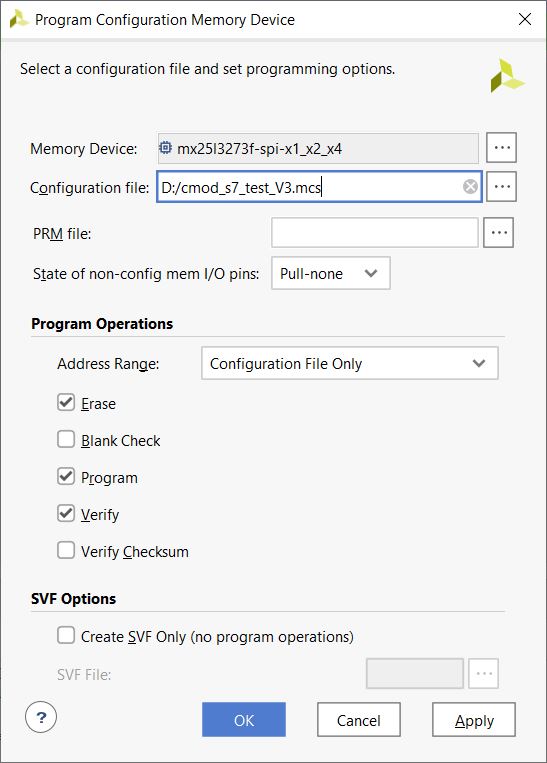 Program Configuration Memory Device
Select a configuration file and set programming options.
Memory Device: mx25l3273f-spi-x1_x2_x4 ...
Configuration file: D:/cmod_s7_test_V3.mcs ...
PRM file: ...
State of non-config mem I/O pins: Pull-none
Program Operations
Address Range: Configuration File Only
Erase
Blank Check
Program
Verify
Verify Checksum
SVF Options
Create SVF Only (no program operations)
SVF File: ...
? OK Cancel Apply